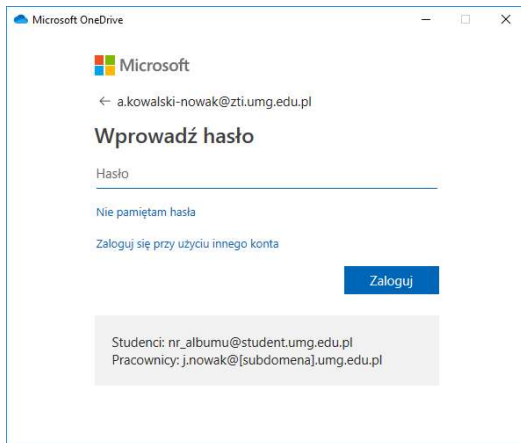 Microsoft OneDrive
Microsoft
a.kowalski-nowak@zti.umg.edu.pl
Wprowadź hasło
Hasło
Nie pamiętam hasła
Zaloguj się przy użyciu innego konta
Zaloguj
Studenci: nr_albumu@student.umg.edu.pl
Pracownicy: j.nowak@[subdomena].umg.edu.pl